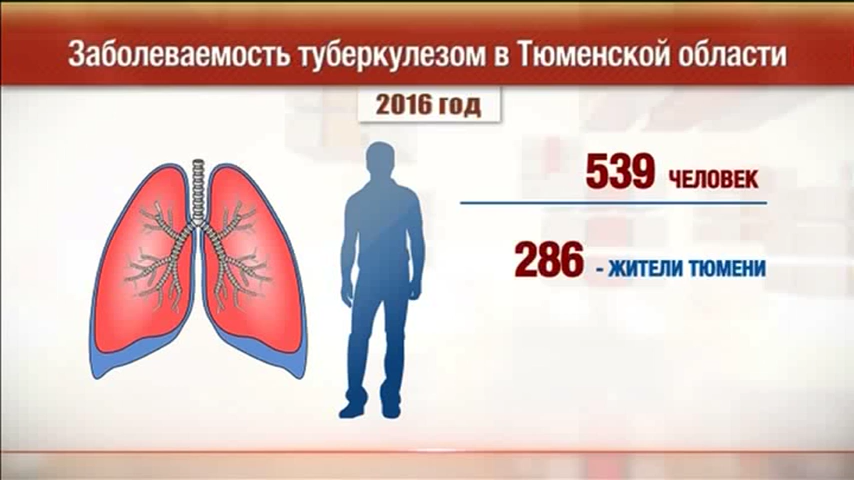 Заболеваемость туберкулезом в Тюменской области
2016 год
539 ЧЕЛОВЕК
286 - ЖИТЕЛИ ТЮМЕНИ